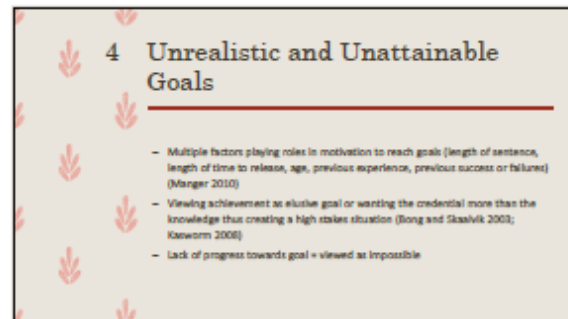 4 Unrealistic and Unattainable
Goals
– Multiple factors playing roles in motivation to reach goals (length of sentence,
length of time to release, age, previous experience, previous success or failures)
(Manger 2010)
– Viewing achievement as elusive goal or wanting the credential more than the
knowledge thus creating a high stakes situation (Bong and Skaalvik 2003;
Kasworm 2008)
– Lack of progress towards goal = viewed as impossible